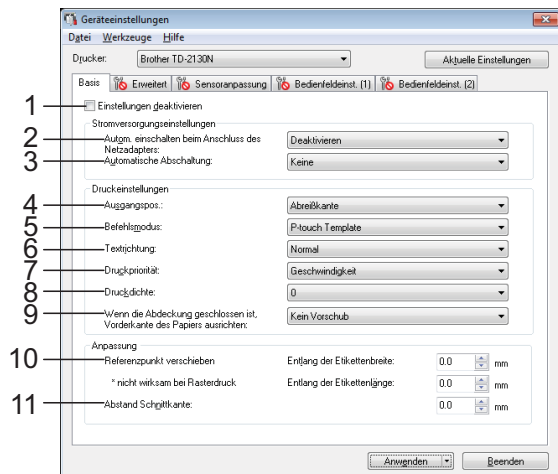 Geräteeinstellungen
Datei Werkzeuge Hilfe
Drucker: Brother TD-2130N Aktuelle Einstellungen
Basis Erweitert Sensoranpassung Bedienfeldeinst. (1) Bedienfeldeinst. (2)
1 Einstellungen deaktivieren
Stromversorgungseinstellungen
2 Autom. einschalten beim Anschluss des Netzadapters: Deaktivieren
3 Automatische Abschaltung: Keine
Druckeinstellungen
4 Ausgangspos.: Abreißkante
5 Befehlsmodus: P-touch Template
6 Textrichtung: Normal
7 Druckpriorität: Geschwindigkeit
8 Druckdichte: 0
9 Wenn die Abdeckung geschlossen ist, Vorderkante des Papiers ausrichten: Kein Vorschub
Anpassung
10 Referenzpunkt verschieben Entlang der Etikettenbreite: 0.0 mm
* nicht wirksam bei Rasterdruck Entlang der Etikettenlänge: 0.0 mm
11 Abstand Schnittkante: 0.0 mm
Anwenden Beenden